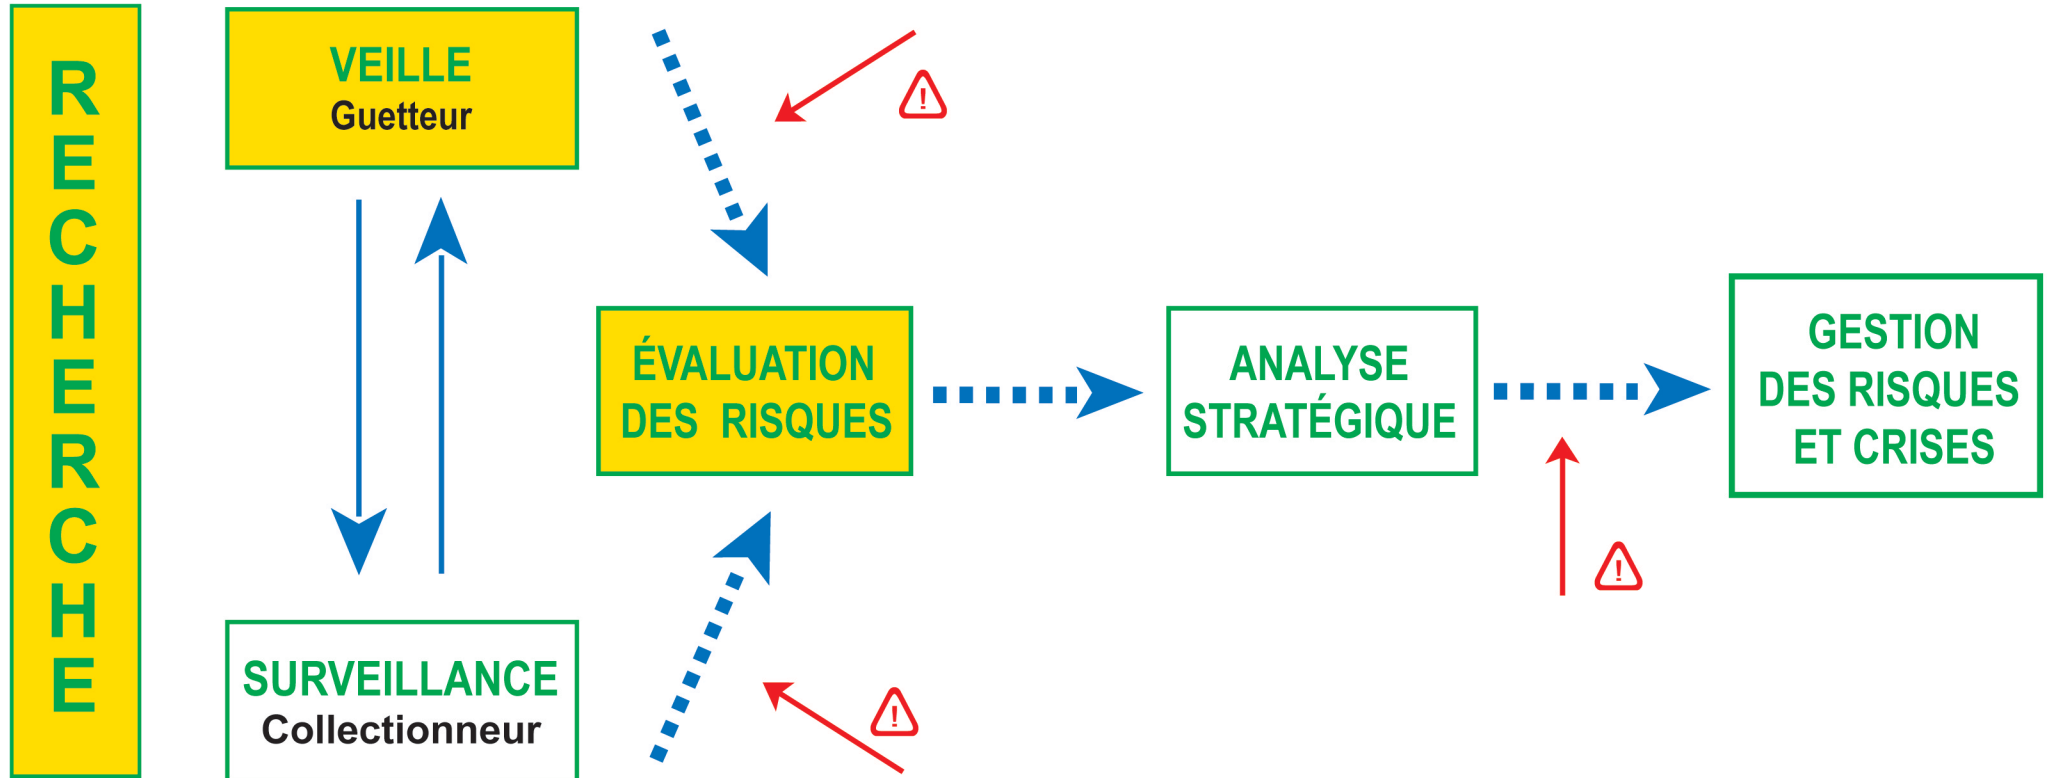 RECHERCHE
VEILLE
Guetteur
ÉVALUATION
DES RISQUES
ANALYSE
STRATÉGIQUE
GESTION
DES RISQUES
ET CRISES
SURVEILLANCE
Collectionneur